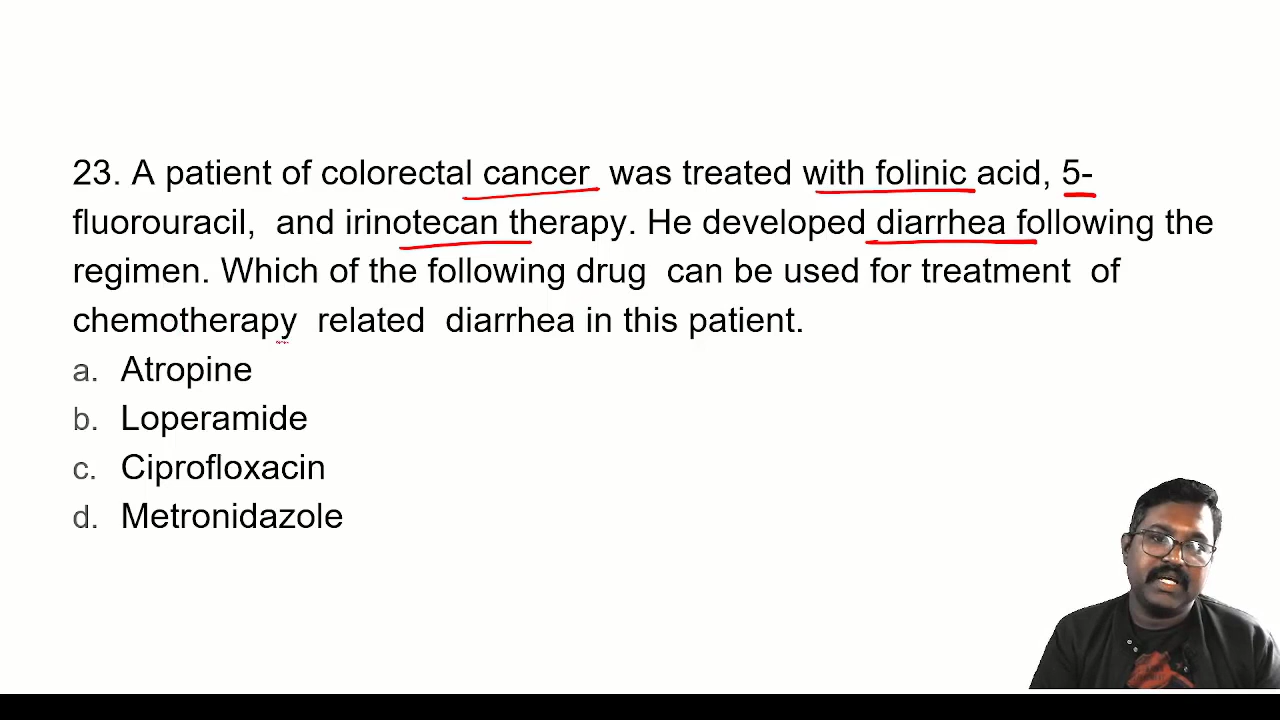 23. A patient of colorectal cancer was treated with folinic acid, 5-
fluorouracil, and irinotecan therapy. He developed diarrhea following the
regimen. Which of the following drug can be used for treatment of
chemotherapy related diarrhea in this patient.
a. Atropine
b. Loperamide
c. Ciprofloxacin
d. Metronidazole